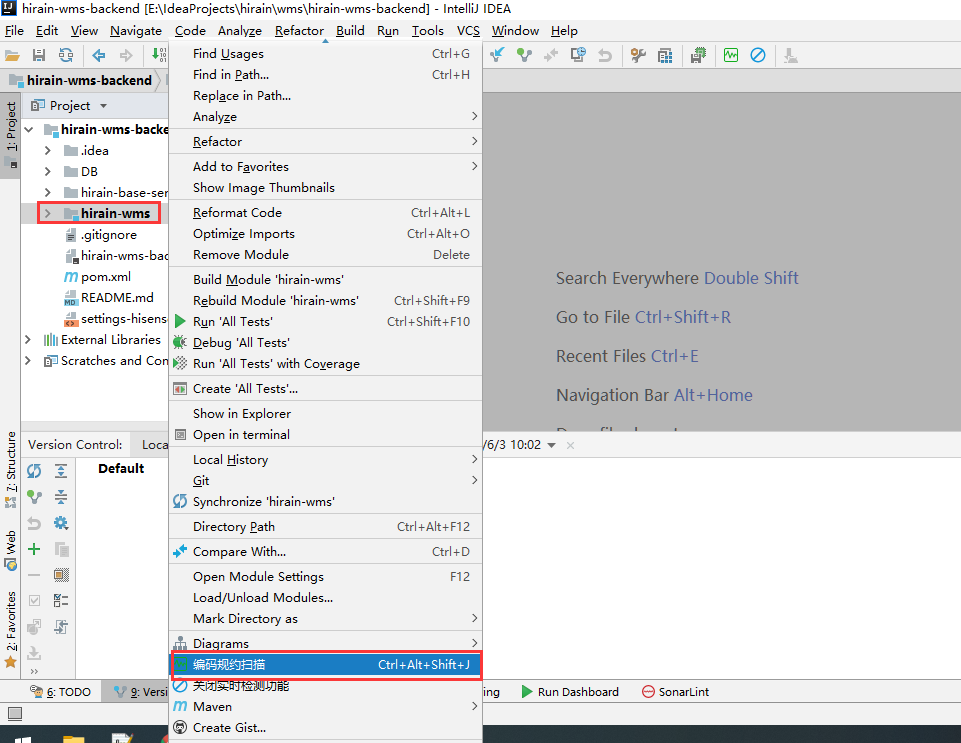 hirain-wms-backend [E:\IdeaProjects\hirain\wms\hirain-wms-backend] - IntelliJ IDEA
File Edit View Navigate Code Analyze Refactor Build Run Tools VCS Window Help
hirain-wms-backend
1: Project
Project
hirain-wms-backe
.idea
DB
hirain-base-ser
hirain-wms
.gitignore
hirain-wms-bac
pom.xml
README.md
settings-hisens
External Libraries
Scratches and Con
Find Usages Ctrl+G
Find in Path... Ctrl+H
Replace in Path...
Analyze
Refactor
Add to Favorites
Show Image Thumbnails
Reformat Code Ctrl+Alt+L
Optimize Imports Ctrl+Alt+O
Remove Module Delete
Build Module 'hirain-wms'
Rebuild Module 'hirain-wms' Ctrl+Shift+F9
Run 'All Tests' Ctrl+Shift+F10
Debug 'All Tests'
Run 'All Tests' with Coverage
Create 'All Tests'...
Show in Explorer
Open in terminal
Local History
Git
Synchronize 'hirain-wms'
Directory Path Ctrl+Alt+F12
Compare With... Ctrl+D
Open Module Settings F12
Load/Unload Modules...
Mark Directory as
Diagrams
编码规约扫描 Ctrl+Alt+Shift+J
关闭实时检测功能
Maven
Create Gist...
Search Everywhere Double Shift
Go to File Ctrl+Shift+R
Recent Files Ctrl+E
Navigation Bar Alt+Home
7: Structure
Web
2: Favorites
Version Control: Loca
/6/3 10:02
Default
6: TODO
9: Versi
ing
Run Dashboard
SonarLint